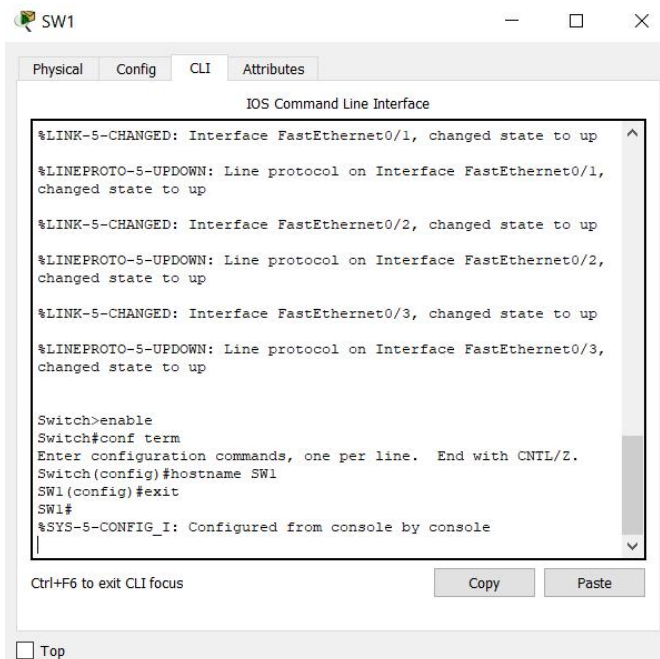 SW1
Physical Config CLI Attributes
IOS Command Line Interface
%LINK-5-CHANGED: Interface FastEthernet0/1, changed state to up
%LINEPROTO-5-UPDOWN: Line protocol on Interface FastEthernet0/1,
changed state to up
%LINK-5-CHANGED: Interface FastEthernet0/2, changed state to up
%LINEPROTO-5-UPDOWN: Line protocol on Interface FastEthernet0/2,
changed state to up
%LINK-5-CHANGED: Interface FastEthernet0/3, changed state to up
%LINEPROTO-5-UPDOWN: Line protocol on Interface FastEthernet0/3,
changed state to up
Switch>enable
Switch#conf term
Enter configuration commands, one per line.  End with CNTL/Z.
Switch(config)#hostname SW1
SW1(config)#exit
SW1#
%SYS-5-CONFIG_I: Configured from console by console
Ctrl+F6 to exit CLI focus
Copy Paste
Top